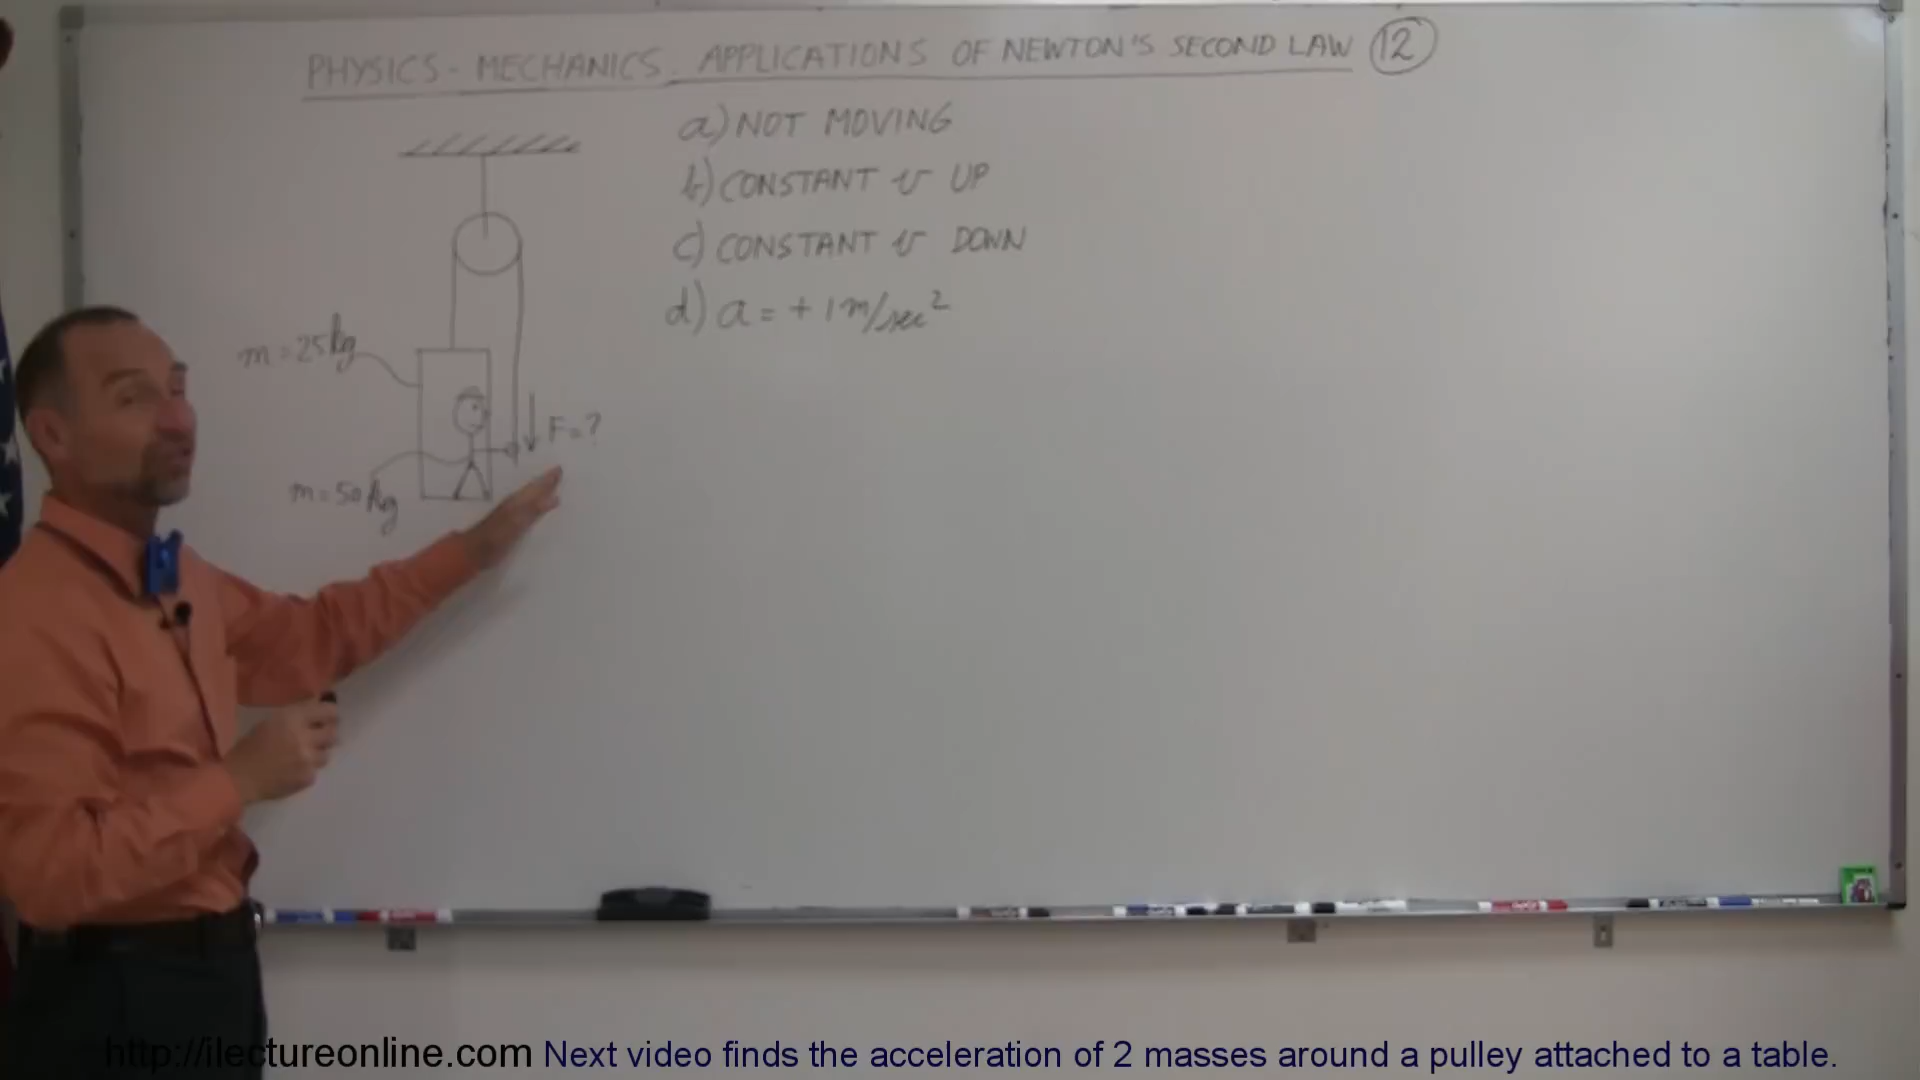 PHYSICS - MECHANICS. APPLICATIONS OF NEWTON'S SECOND LAW 12
a) NOT MOVING
b) CONSTANT v UP
c) CONSTANT v DOWN
d) a = + 1 m/sec²
m = 25 kg
F = ?
m = 50 kg
http://ilectureonline.com Next video finds the acceleration of 2 masses around a pulley attached to a table.